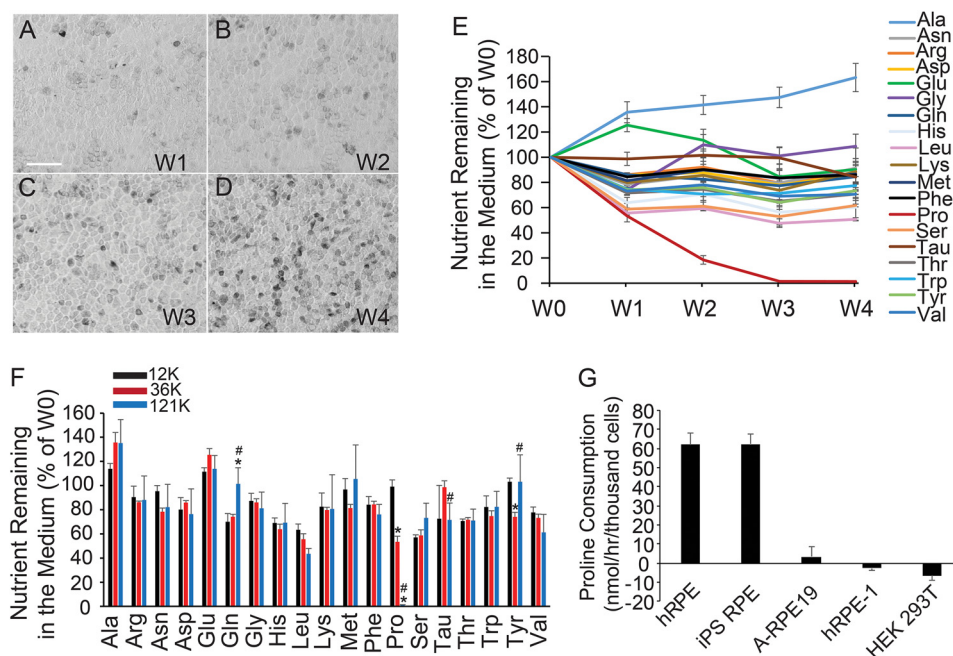 A
B
W1
W2
C
D
W3
W4
E
Nutrient Remaining
in the Medium (% of W0)
180
160
140
120
100
80
60
40
20
0
W0 W1 W2 W3 W4
Ala
Asn
Arg
Asp
Glu
Gly
Gln
His
Leu
Lys
Met
Phe
Pro
Ser
Tau
Thr
Trp
Tyr
Val
F
12K
36K
121K
Nutrient Remaining
in the Medium (% of W0)
160
140
120
100
80
60
40
20
0
#
*
*
#
*
#
#
*
Ala Arg Asn Asp Glu Gln Gly His Leu Lys Met Phe Pro Ser Tau Thr Trp Tyr Val
G
Proline Consumption
(nmol/hr/thousand cells)
80
70
60
50
40
30
20
10
0
-10
-20
hRPE iPS RPE A-RPE19 hRPE-1 HEK 293T